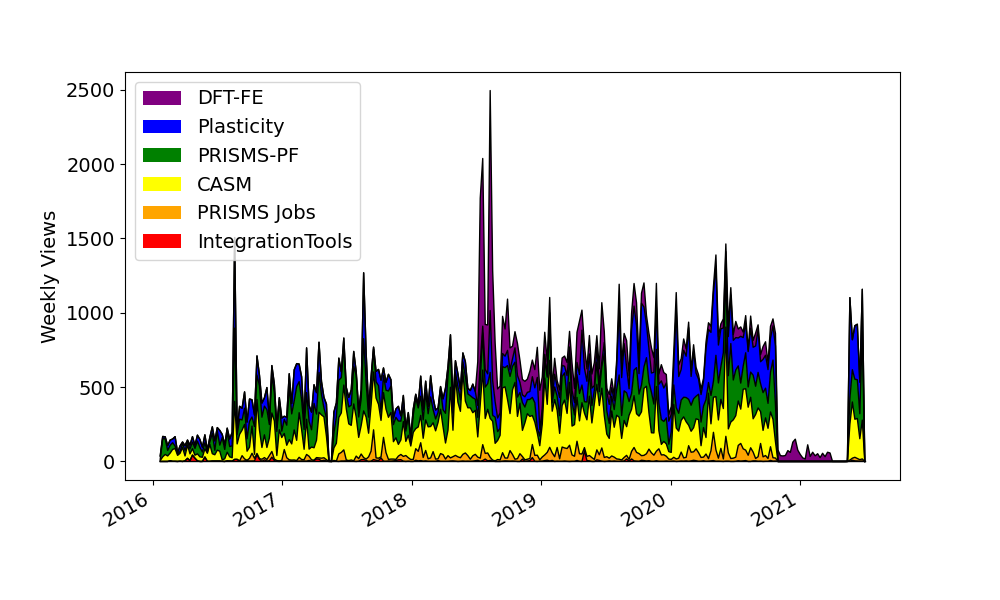 2500
2000
1500
1000
500
0
Weekly Views
DFT-FE
Plasticity
PRISMS-PF
CASM
PRISMS Jobs
IntegrationTools
2016
2017
2018
2019
2020
2021